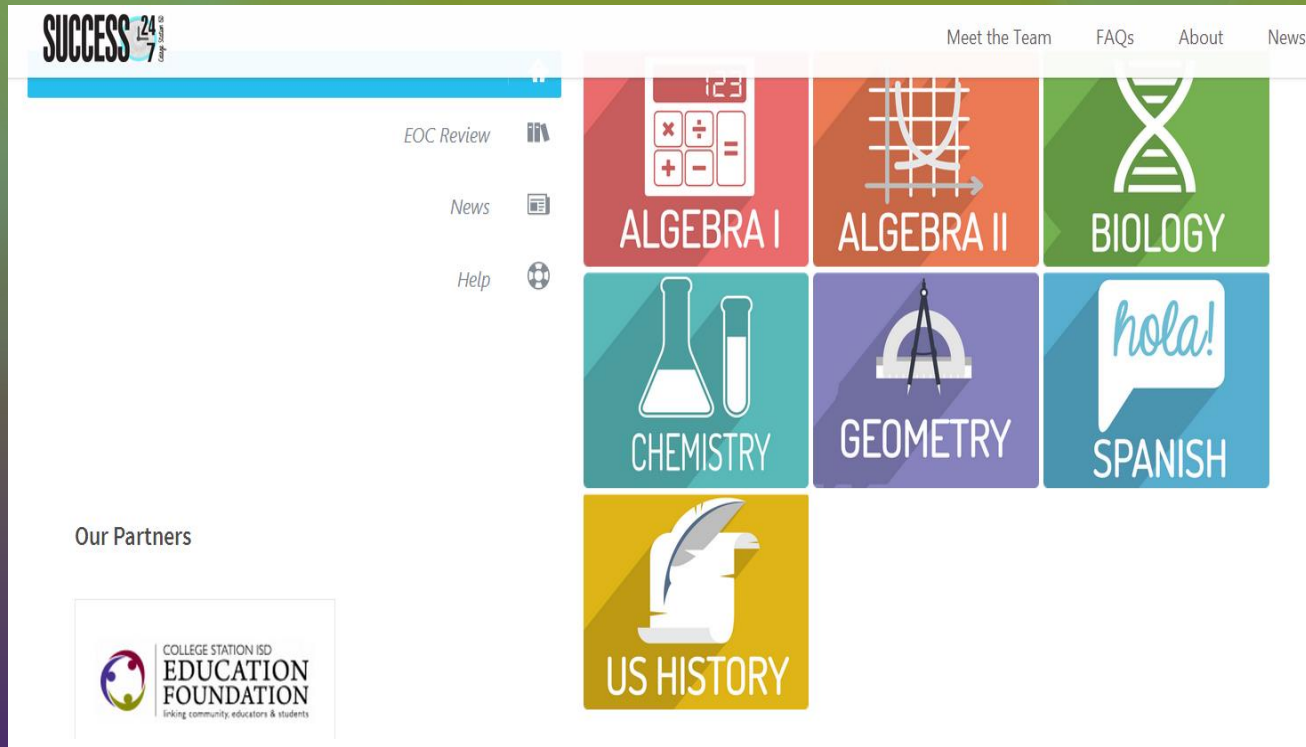 SUCCESS 24
7
College Station ISD
Meet the Team FAQs About News
EOC Review
News
Help
123
ALGEBRA I
ALGEBRA II
BIOLOGY
CHEMISTRY
GEOMETRY
hola!
SPANISH
US HISTORY
Our Partners
COLLEGE STATION ISD
EDUCATION
FOUNDATION
linking community, educators & students